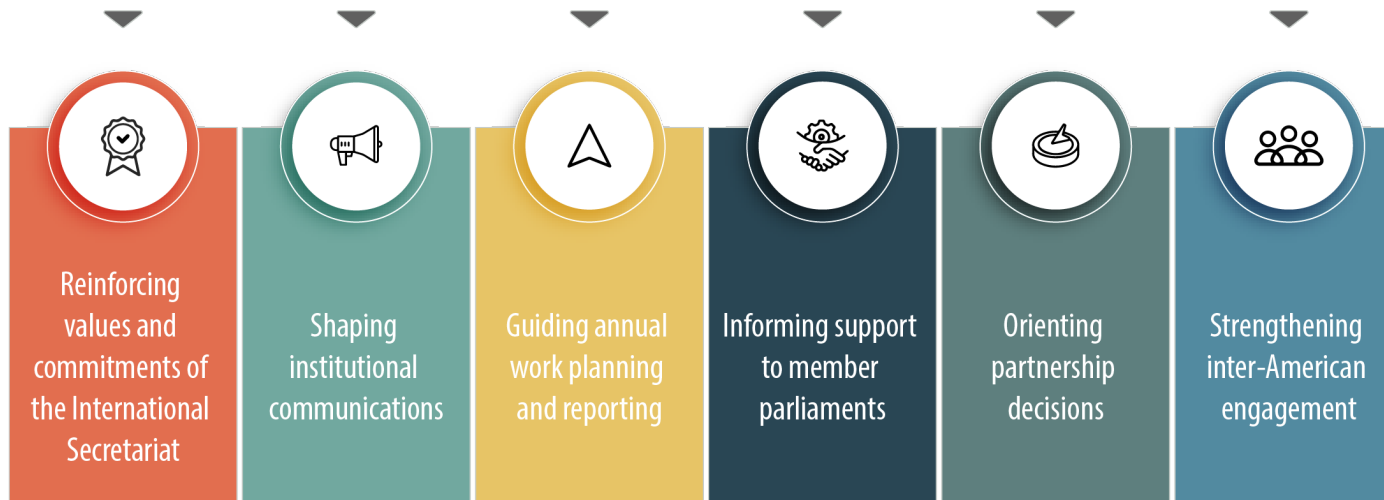 Reinforcing
values and
commitments of
the International
Secretariat
Shaping
institutional
communications
Guiding annual
work planning
and reporting
Informing support
to member
parliaments
Orienting
partnership
decisions
Strengthening
inter-American
engagement